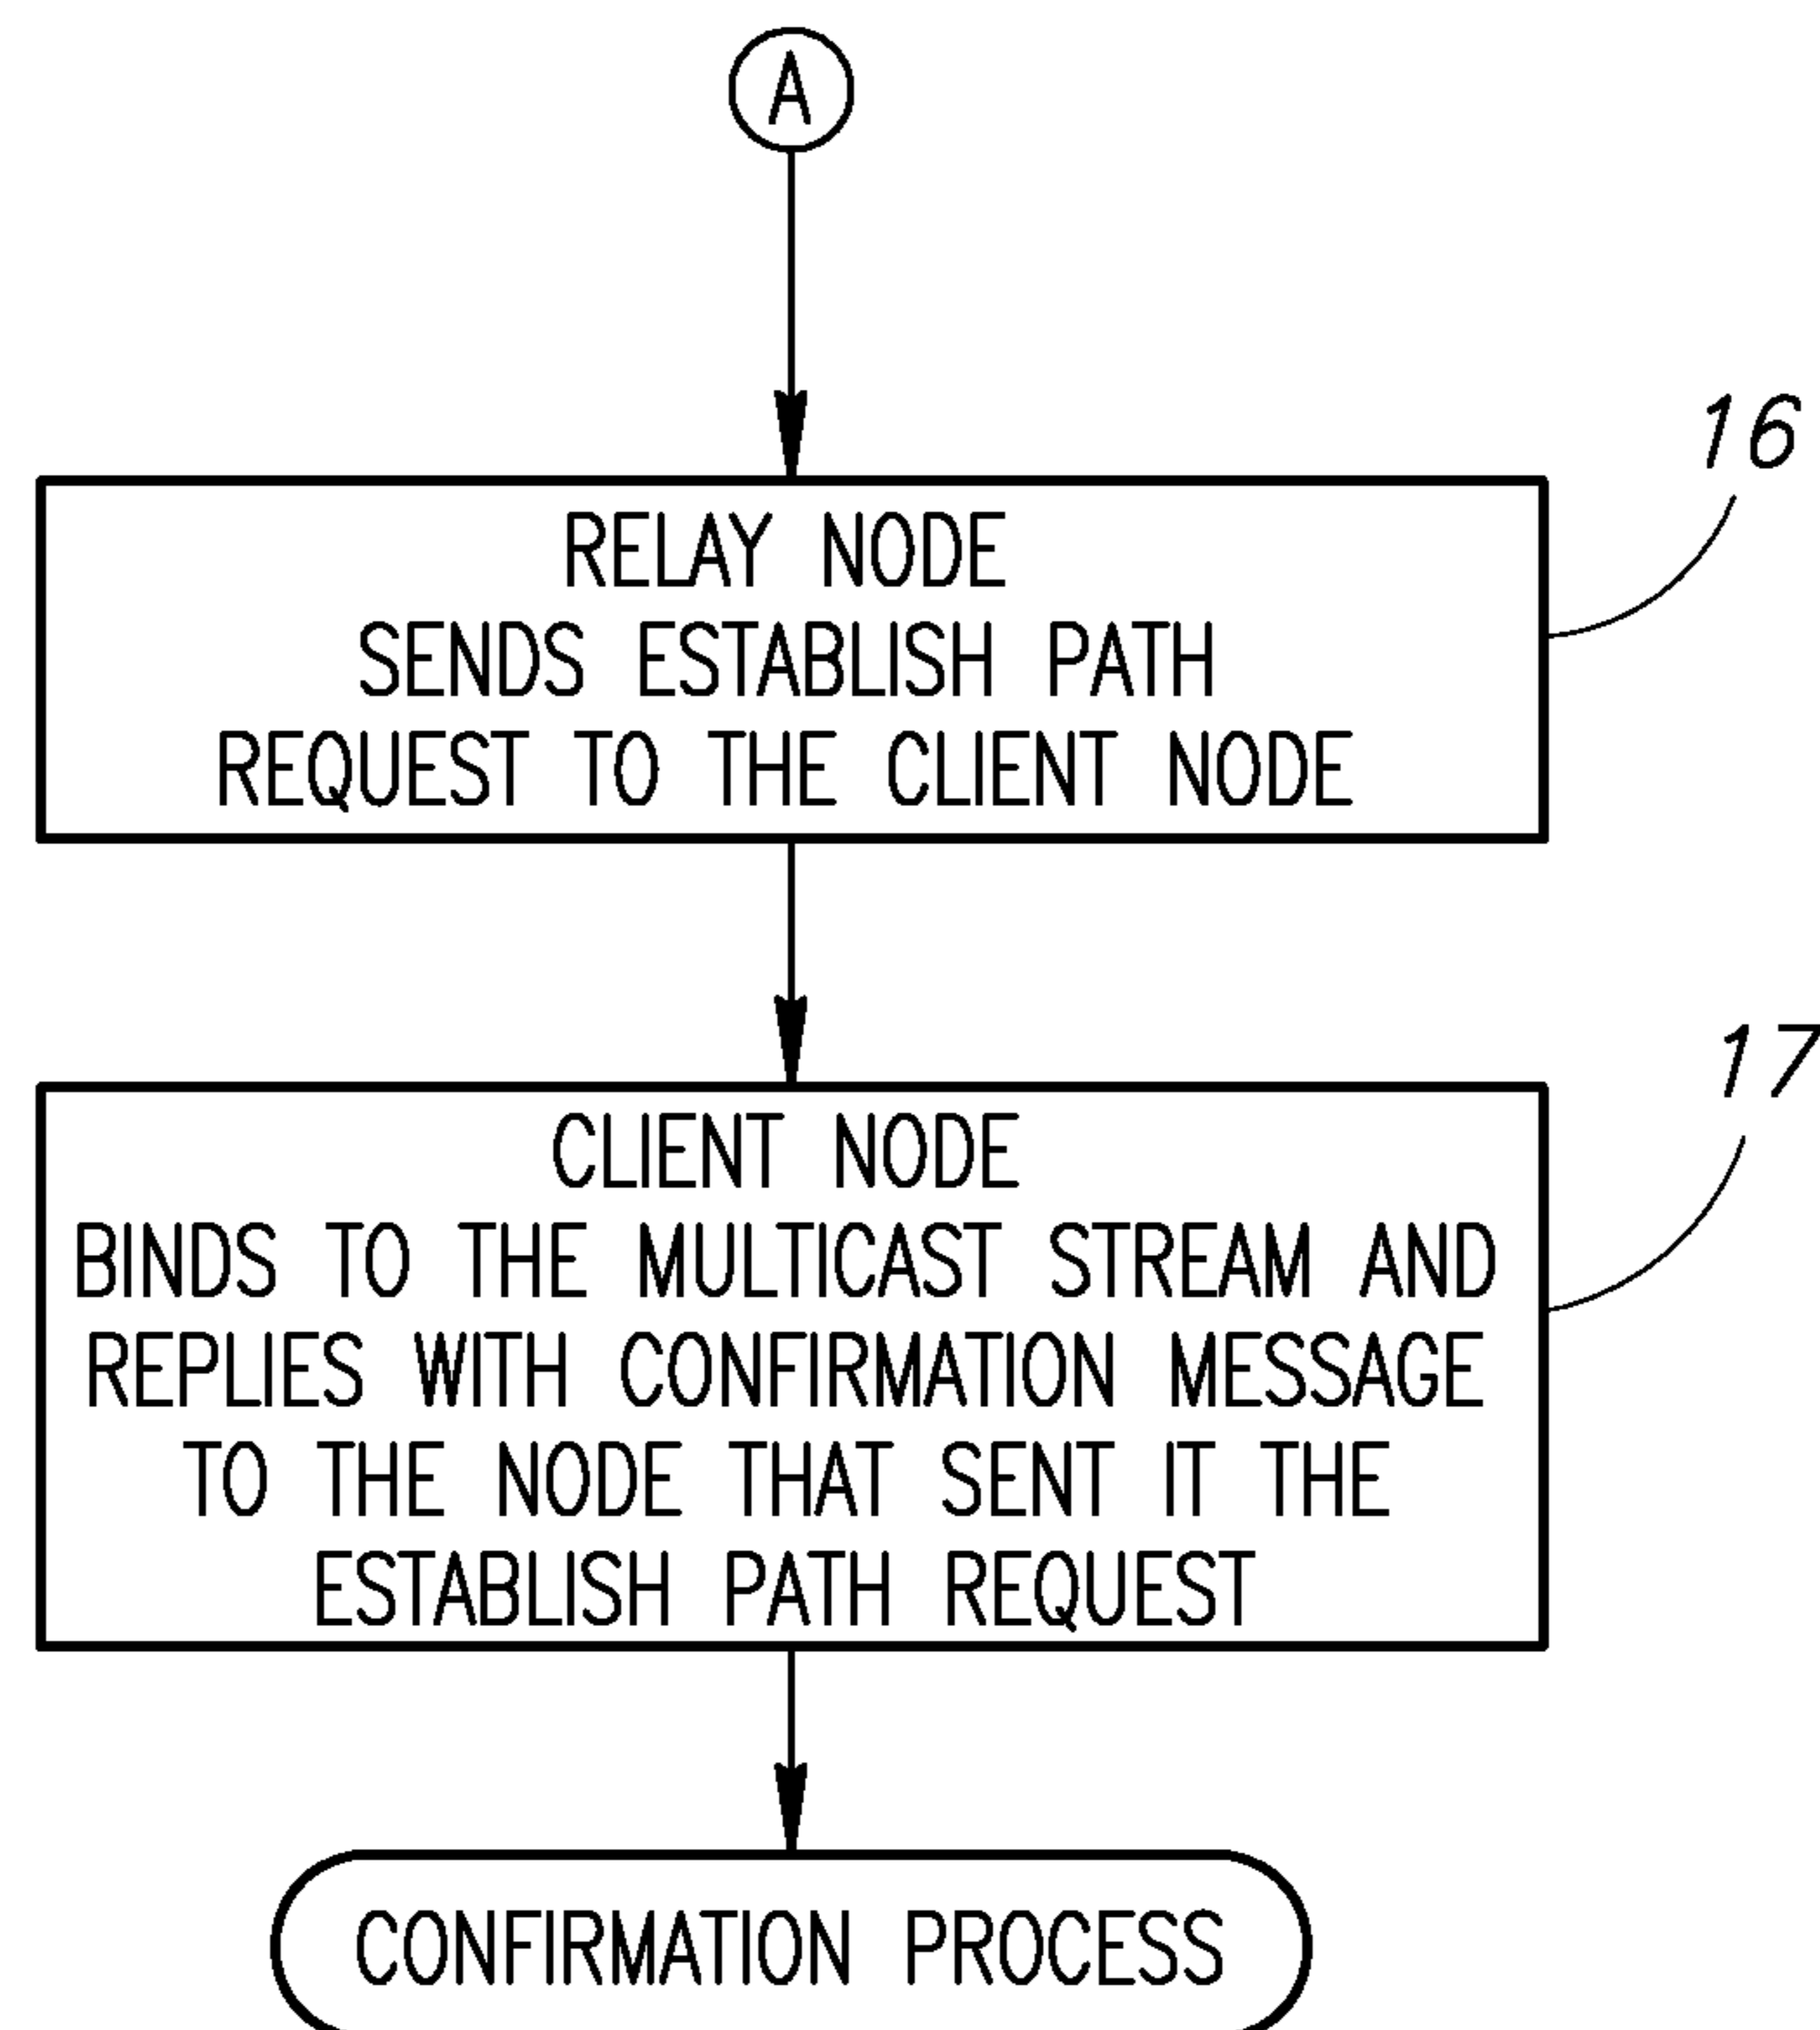 A
16
RELAY NODE
SENDS ESTABLISH PATH
REQUEST TO THE CLIENT NODE
17
CLIENT NODE
BINDS TO THE MULTICAST STREAM AND
REPLIES WITH CONFIRMATION MESSAGE
TO THE NODE THAT SENT IT THE
ESTABLISH PATH REQUEST
CONFIRMATION PROCESS